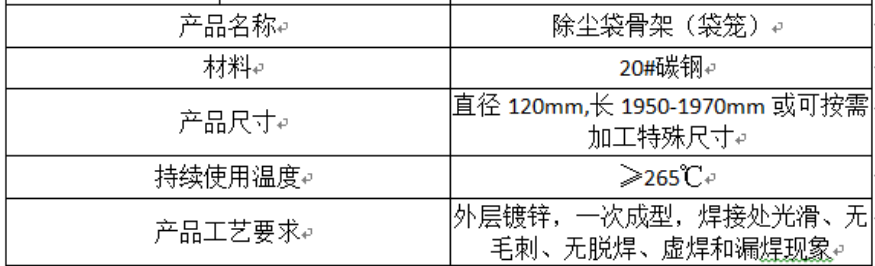 产品名称
除尘袋骨架（袋笼）
材料
20#碳钢
产品尺寸
直径 120mm,长 1950-1970mm 或可按需
加工特殊尺寸
持续使用温度
≥265℃
产品工艺要求
外层镀锌，一次成型，焊接处光滑、无
毛刺、无脱焊、虚焊和漏焊现象